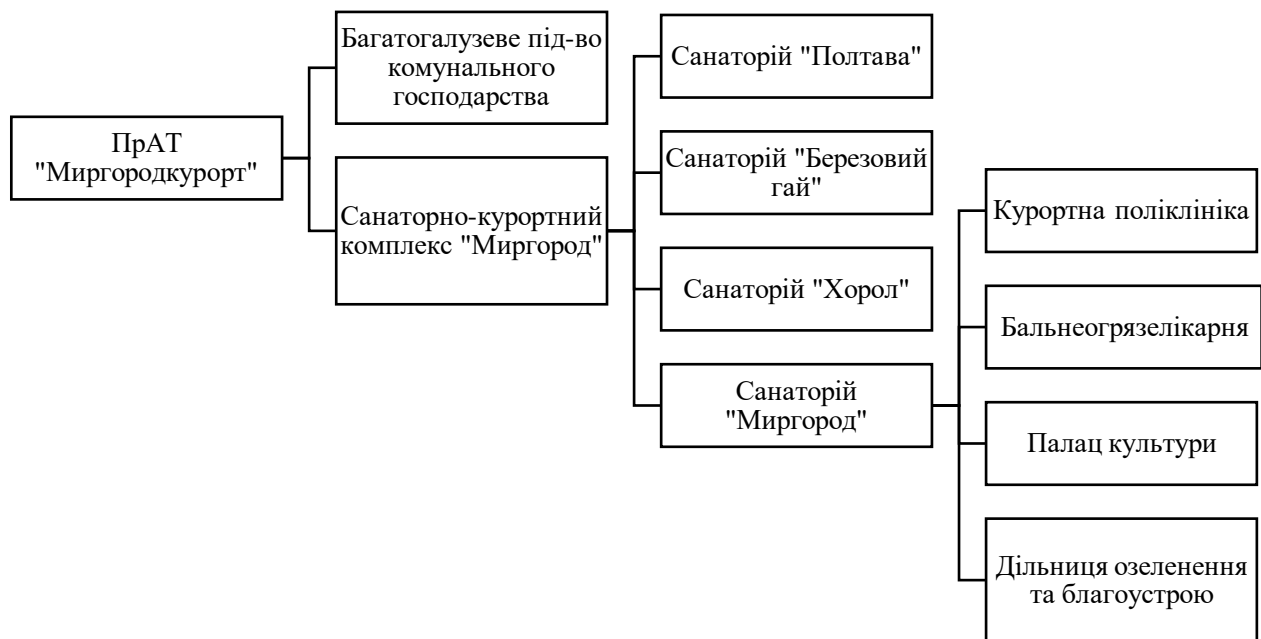 ПрАТ
"Миргородкурорт"
Багатогалузеве під-во
комунального
господарства
Санаторно-курортний
комплекс "Миргород"
Санаторій "Полтава"
Санаторій "Березовий
гай"
Санаторій "Хорол"
Санаторій
"Миргород"
Курортна поліклініка
Бальнеогрязелікарня
Палац культури
Дільниця озеленення
та благоустрою